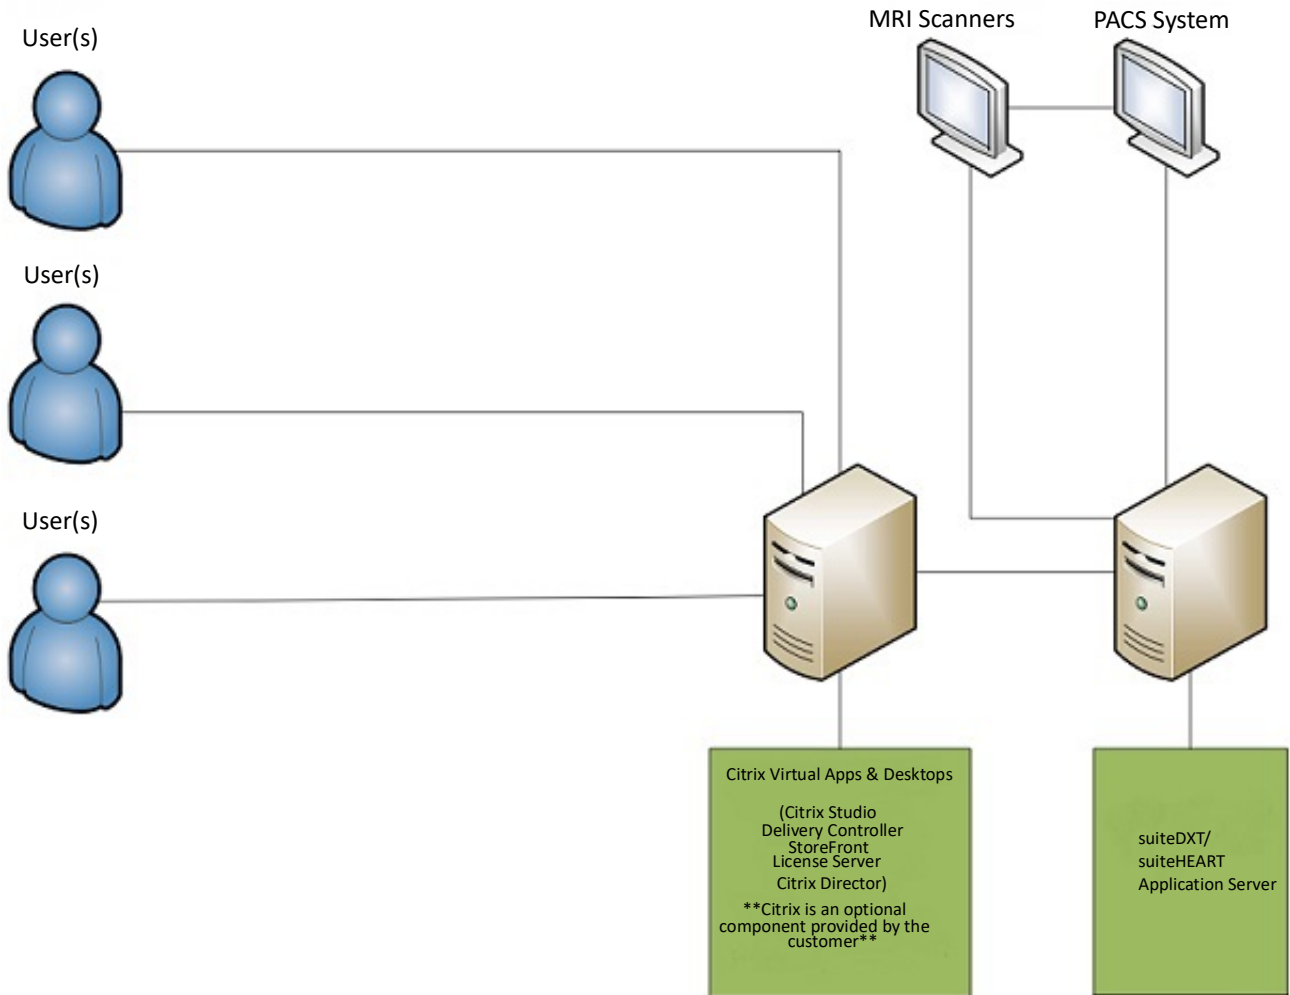 MRI Scanners
PACS System
User(s)
User(s)
User(s)
Citrix Virtual Apps & Desktops
(Citrix Studio
Delivery Controller
StoreFront
License Server
Citrix Director)
**Citrix is an optional
component provided by the
customer**
suiteDXT/
suiteHEART
Application Server